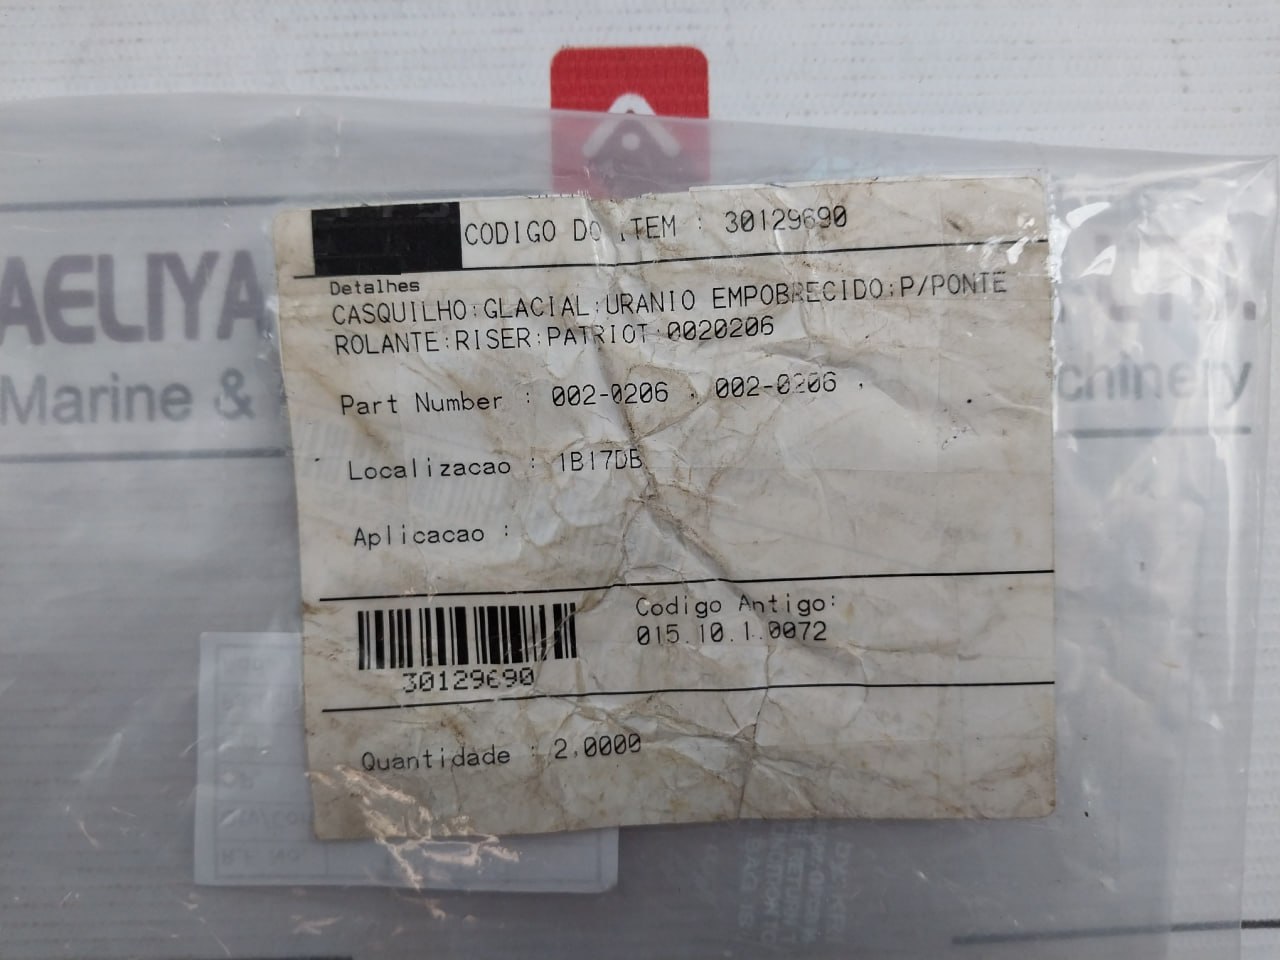 CODIGO DO ITEM : 30129690
Detalhes
CASQUILHO:GLACIAL;URANIO EMPOBRECIDO;P/PONTE
ROLANTE:RISER:PATRIOT:0020206
Part Number : 002-0206 , 002-0206 ,
Localizacao : 1B17DB
Aplicacao :
30129690
Codigo Antigo:
015.10.1.0072
Quantidade : 2,0000
AELIYA
Marine &